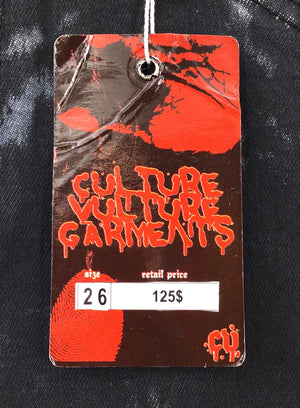 CULTURE
VULTURE
GARMENTS
size retail price
26 125$
CV